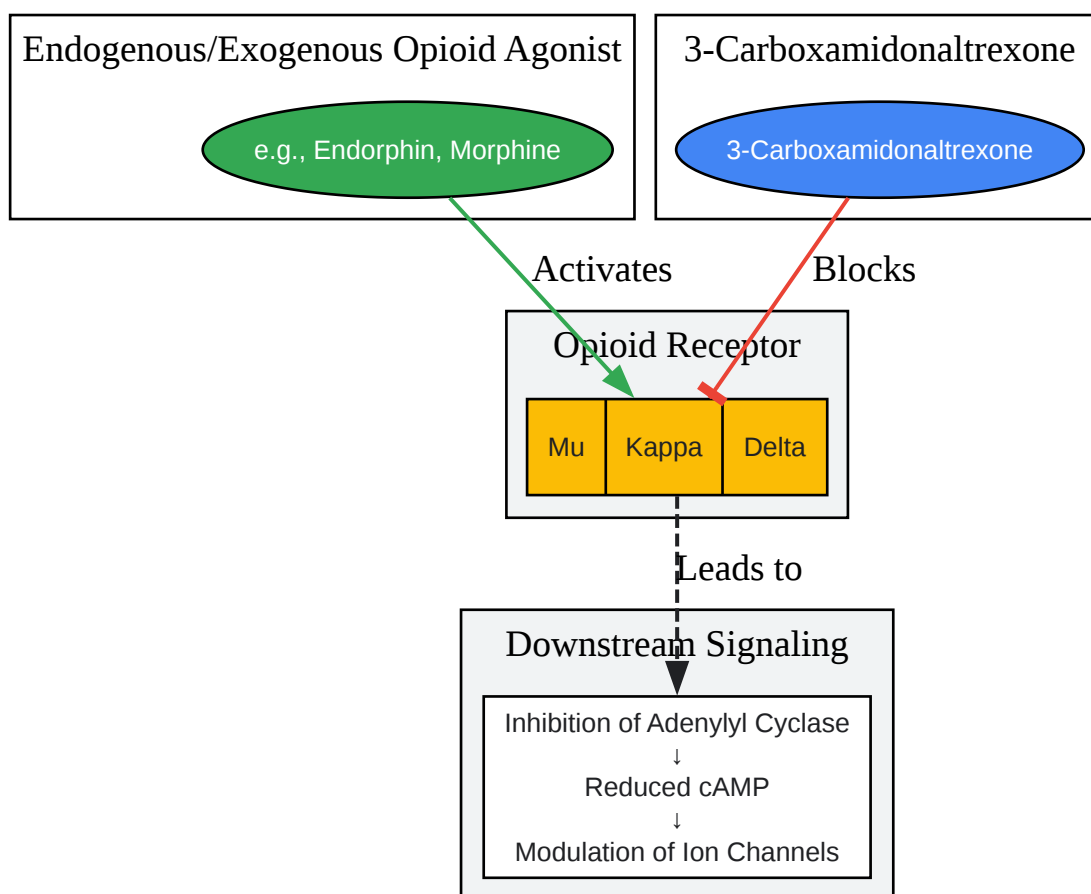 Endogenous/Exogenous Opioid Agonist
3-Carboxamidonaltrexone
e.g., Endorphin, Morphine
3-Carboxamidonaltrexone
Activates
Blocks
Opioid Receptor
Mu
Kappa
Delta
Leads to
Downstream Signaling
Inhibition of Adenylyl Cyclase
↓
Reduced cAMP
↓
Modulation of Ion Channels